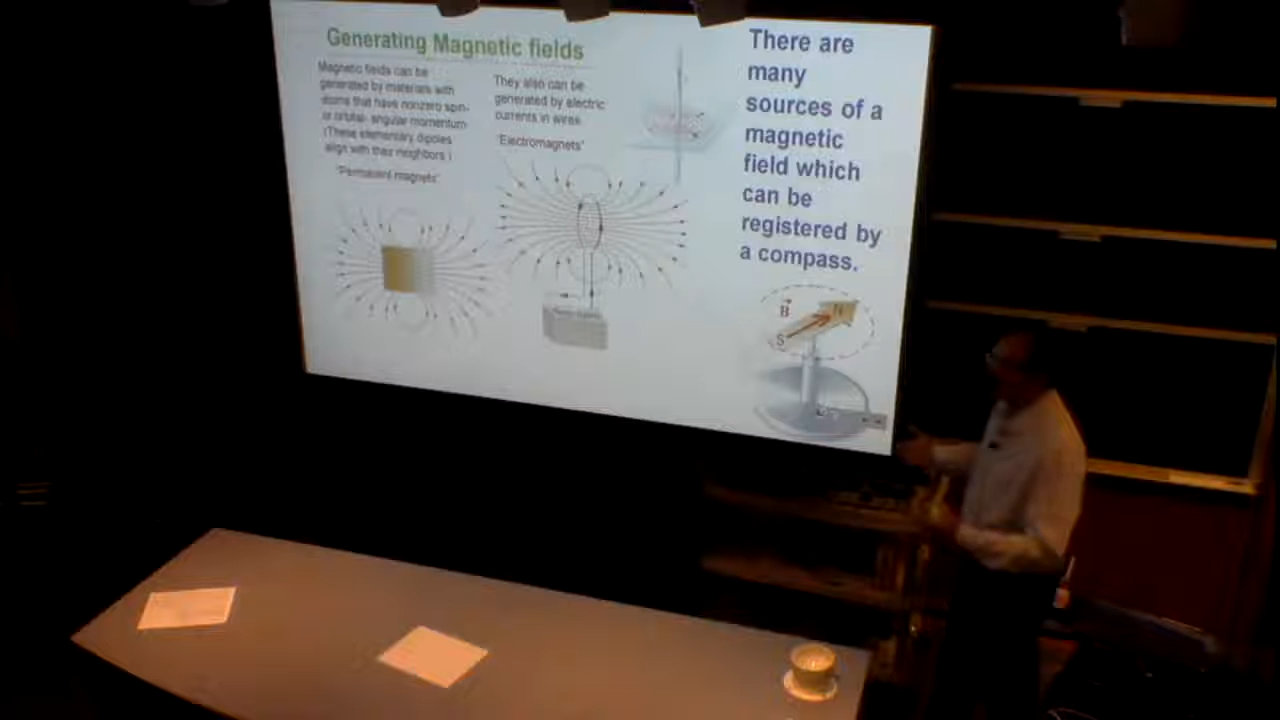 Generating Magnetic fields
Magnetic fields can be
generated by materials with
atoms that have nonzero spin-
or orbital- angular momentum
(These elementary dipoles
align with their neighbors )
"Permanent magnets"
They also can be
generated by electric
currents in wires
"Electromagnets"
There are
many
sources of a
magnetic
field which
can be
registered by
a compass.
B
N
S